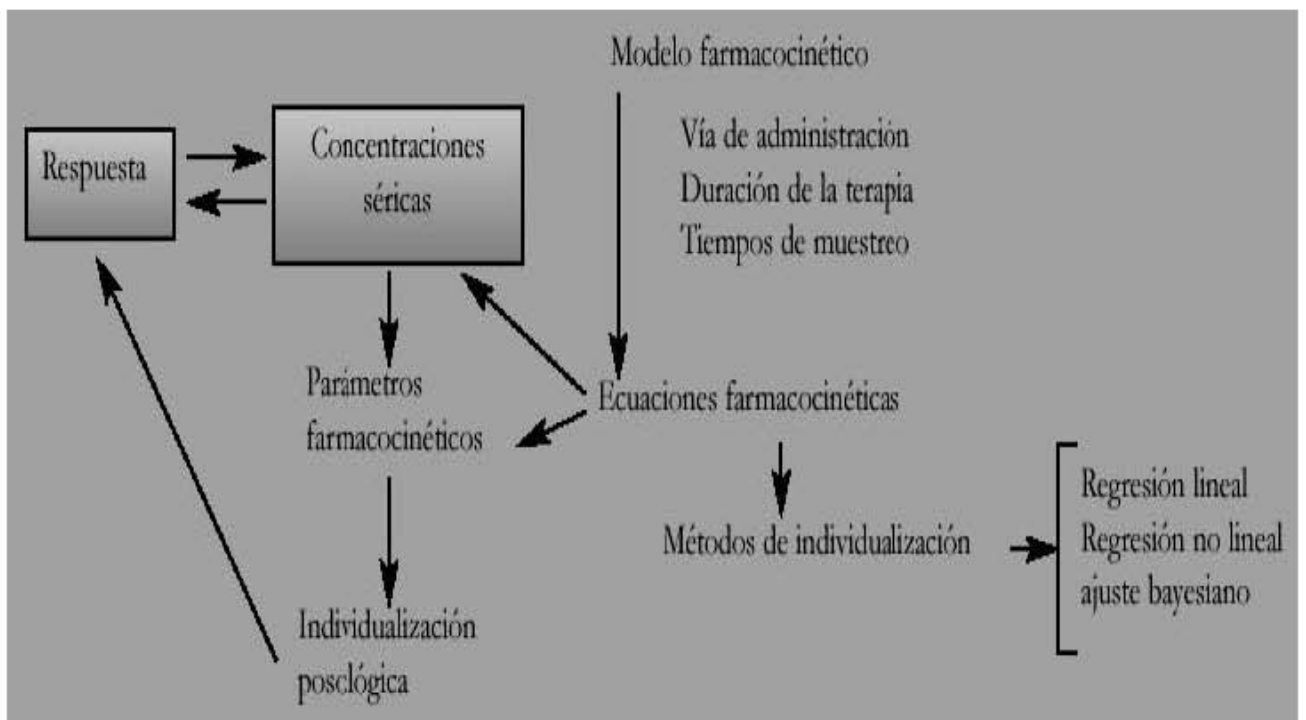 Modelo farmacocinético
Vía de administración
Duración de la terapia
Tiempos de muestreo
Respuesta
Concentraciones
séricas
Parámetros
farmacocinéticos
Ecuaciones farmacocinéticas
Métodos de individualización
Regresión lineal
Regresión no lineal
ajuste bayesiano
Individualización
posclógica